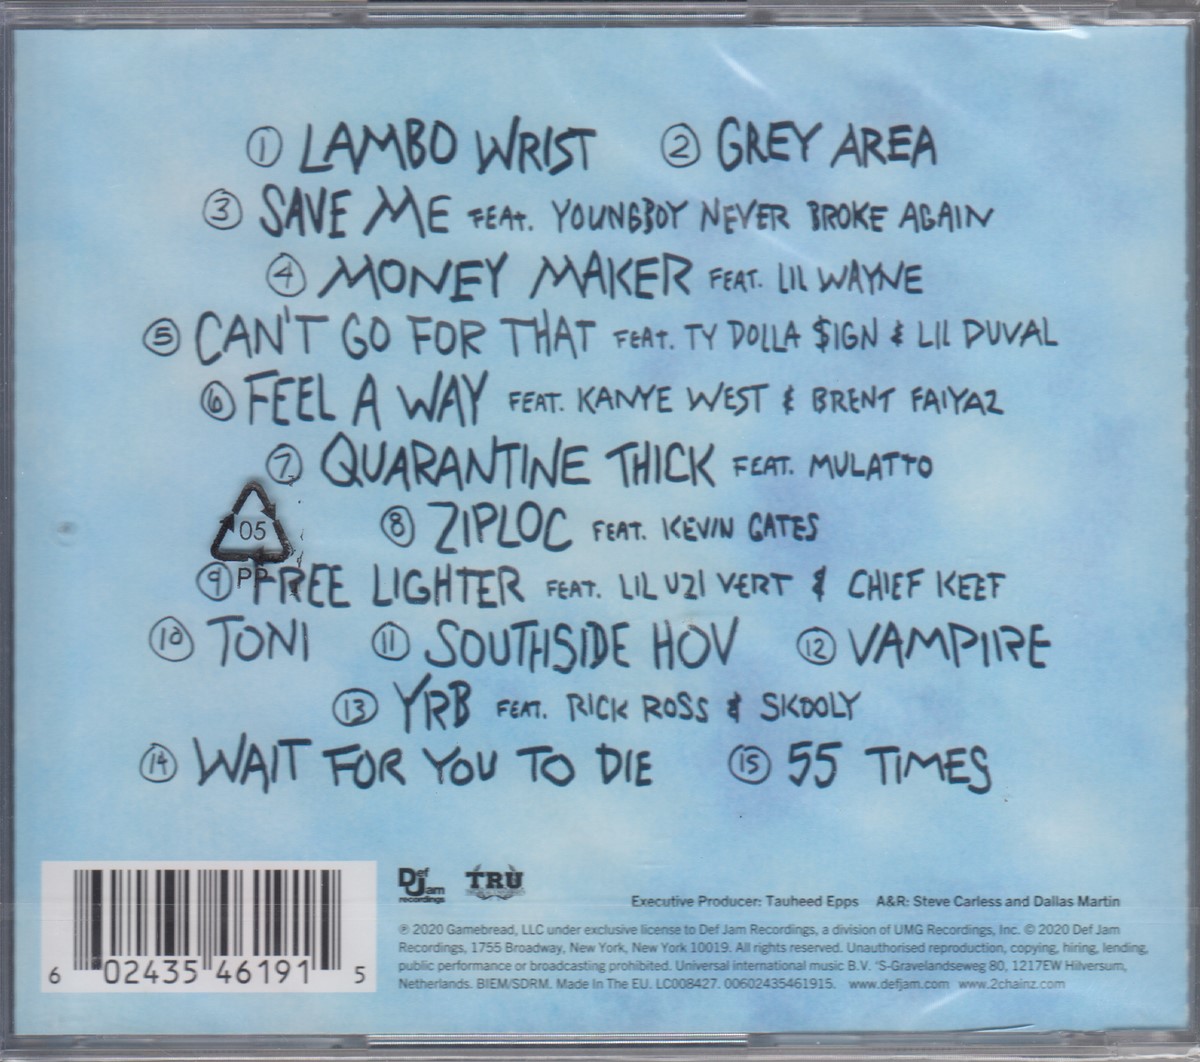 1 LAMBO WRIST 2 GREY AREA
3 SAVE ME FEAT. YOUNGBOY NEVER BROKE AGAIN
4 MONEY MAKER FEAT. LIL WAYNE
5 CAN'T GO FOR THAT FEAT. TY DOLLA $IGN & LIL DUVAL
6 FEEL A WAY FEAT. KANYE WEST & BRENT FAIYAZ
7 QUARANTINE THICK FEAT. MULATTO
8 ZIPLOC FEAT. KEVIN GATES
05
PP
9 FREE LIGHTER FEAT. LIL UZI VERT & CHIEF KEEF
10 TONI 11 SOUTHSIDE HOV 12 VAMPIRE
13 YRB FEAT. RICK ROSS & SKOOLY
14 WAIT FOR YOU TO DIE 15 55 TIMES
Def Jam recordings
TRU
Executive Producer: Tauheed Epps A&R: Steve Carless and Dallas Martin
℗ 2020 Gamebread, LLC under exclusive license to Def Jam Recordings, a division of UMG Recordings, Inc. © 2020 Def Jam
Recordings, 1755 Broadway, New York, New York 10019. All rights reserved. Unauthorised reproduction, copying, hiring, lending,
public performance or broadcasting prohibited. Universal international music B.V. 'S-Gravelandseweg 80, 1217EW Hilversum,
Netherlands. BIEM/SDRM. Made In The EU. LC008427. 00602435461915. www.defjam.com www.2chainz.com
6 02435 46191 5